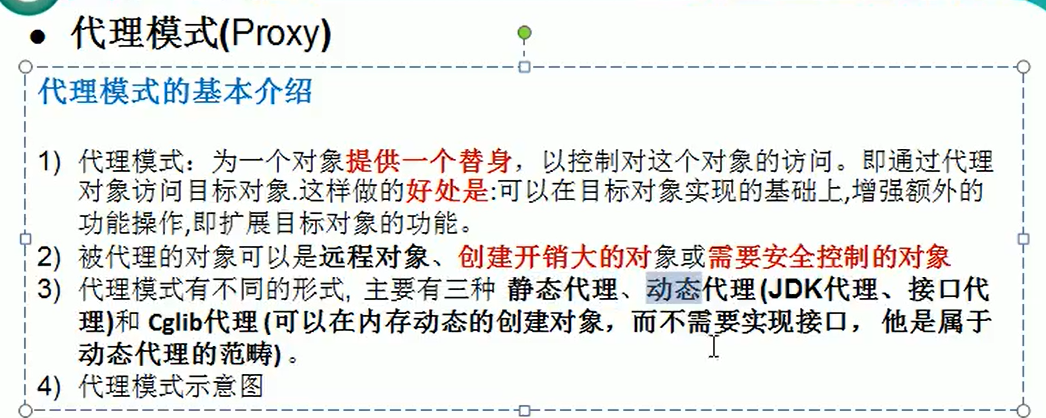 ● 代理模式(Proxy)
代理模式的基本介绍
1) 代理模式：为一个对象提供一个替身，以控制对这个对象的访问。即通过代理
对象访问目标对象.这样做的好处是:可以在目标对象实现的基础上,增强额外的
功能操作,即扩展目标对象的功能。
2) 被代理的对象可以是远程对象、创建开销大的对象或需要安全控制的对象
3) 代理模式有不同的形式, 主要有三种 静态代理、动态代理(JDK代理、接口代
理)和 Cglib代理 (可以在内存动态的创建对象，而不需要实现接口， 他是属于
动态代理的范畴) 。
4) 代理模式示意图